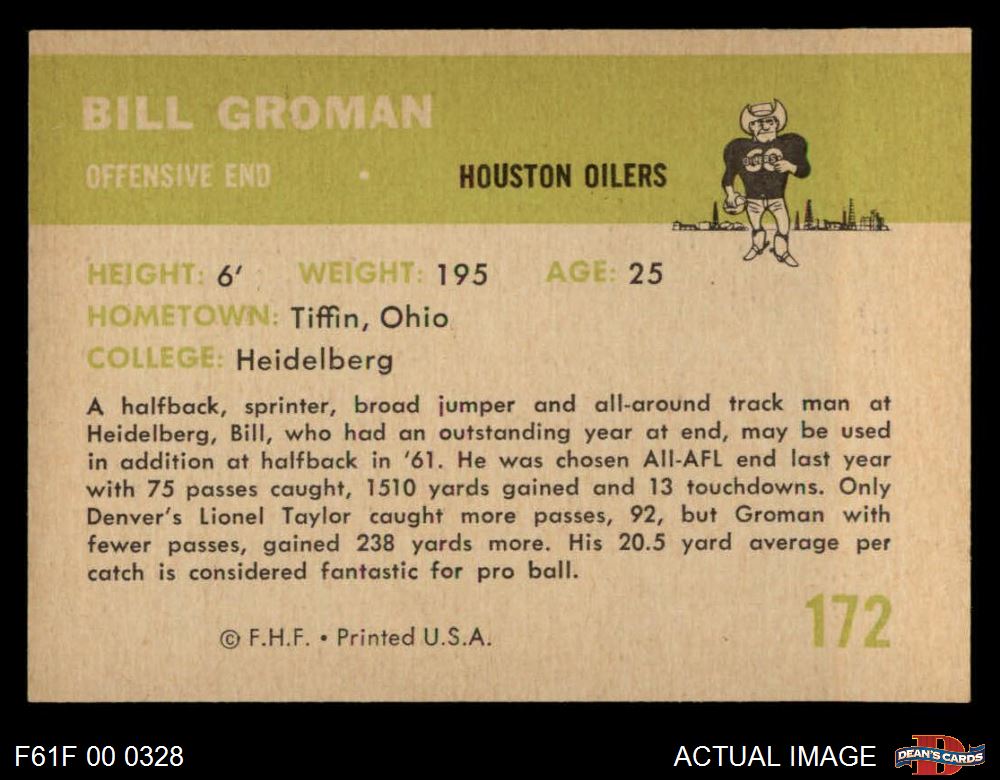 BILL GROMAN
OFFENSIVE END • HOUSTON OILERS
OILERS
HEIGHT: 6' WEIGHT: 195 AGE: 25
HOMETOWN: Tiffin, Ohio
COLLEGE: Heidelberg
A halfback, sprinter, broad jumper and all-around track man at
Heidelberg, Bill, who had an outstanding year at end, may be used
in addition at halfback in '61. He was chosen All-AFL end last year
with 75 passes caught, 1510 yards gained and 13 touchdowns. Only
Denver's Lionel Taylor caught more passes, 92, but Groman with
fewer passes, gained 238 yards more. His 20.5 yard average per
catch is considered fantastic for pro ball.
172
© F.H.F. • Printed U.S.A.
F61F 00 0328
ACTUAL IMAGE
D
DEAN'S CARDS